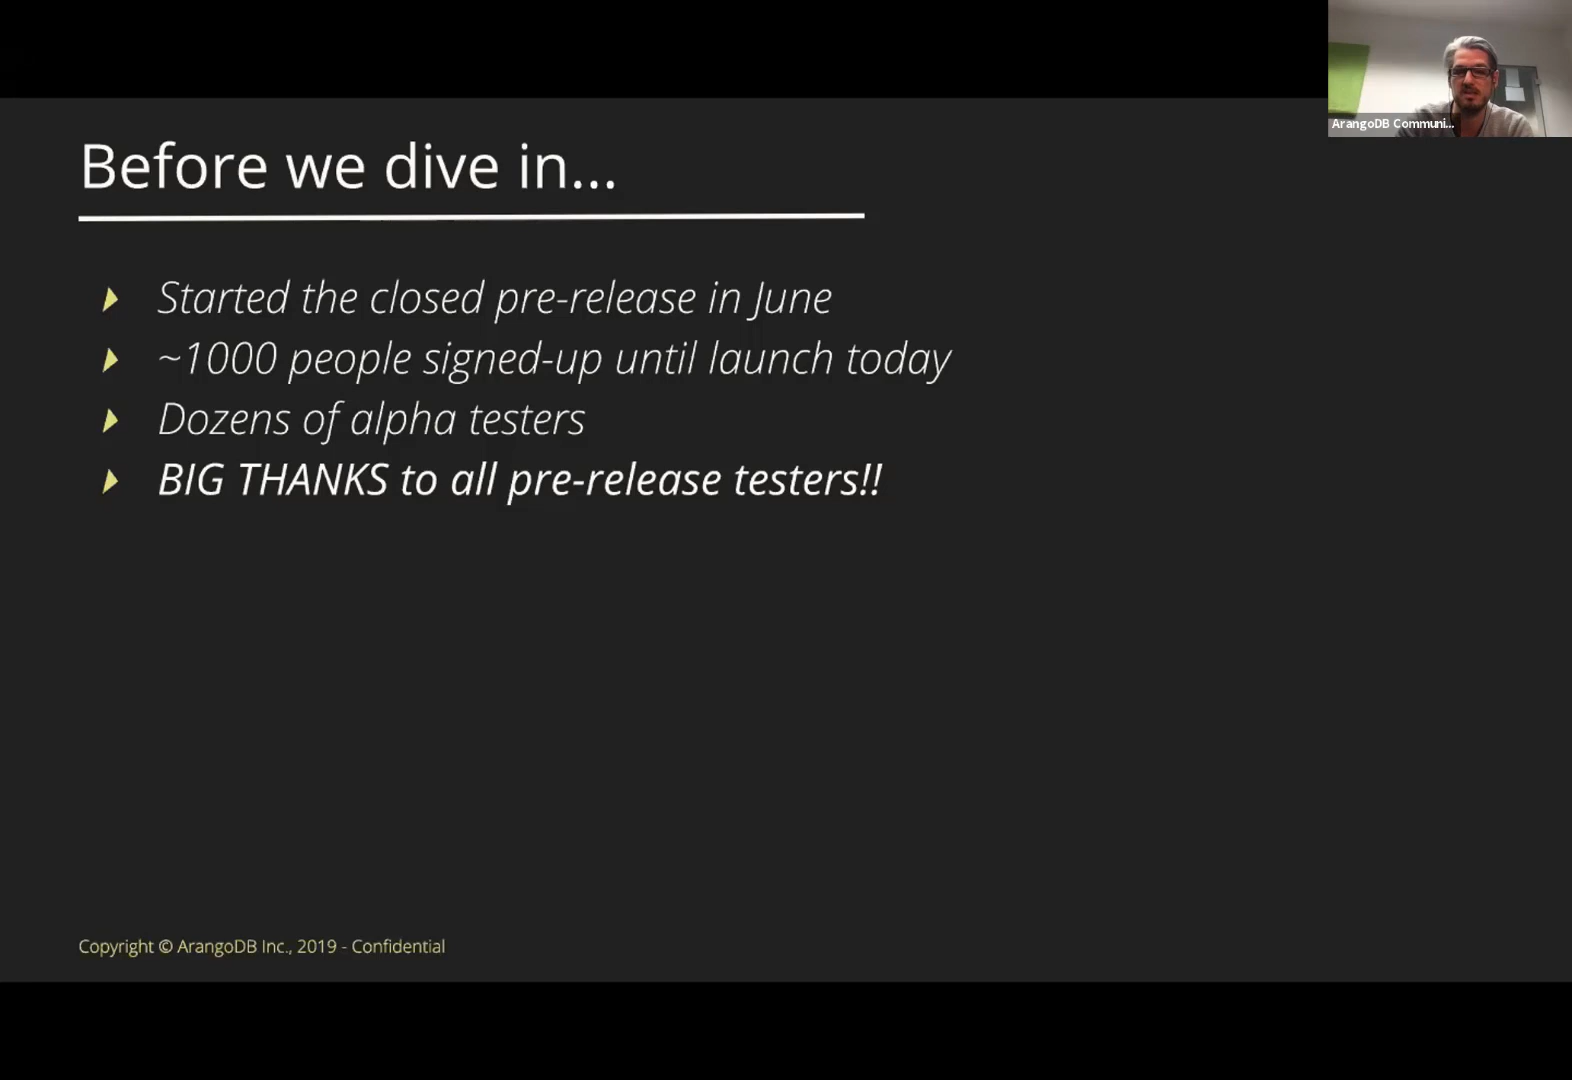 ArangoDB Communi...
Before we dive in...
Started the closed pre-release in June
~1000 people signed-up until launch today
Dozens of alpha testers
BIG THANKS to all pre-release testers!!
Copyright © ArangoDB Inc., 2019 - Confidential